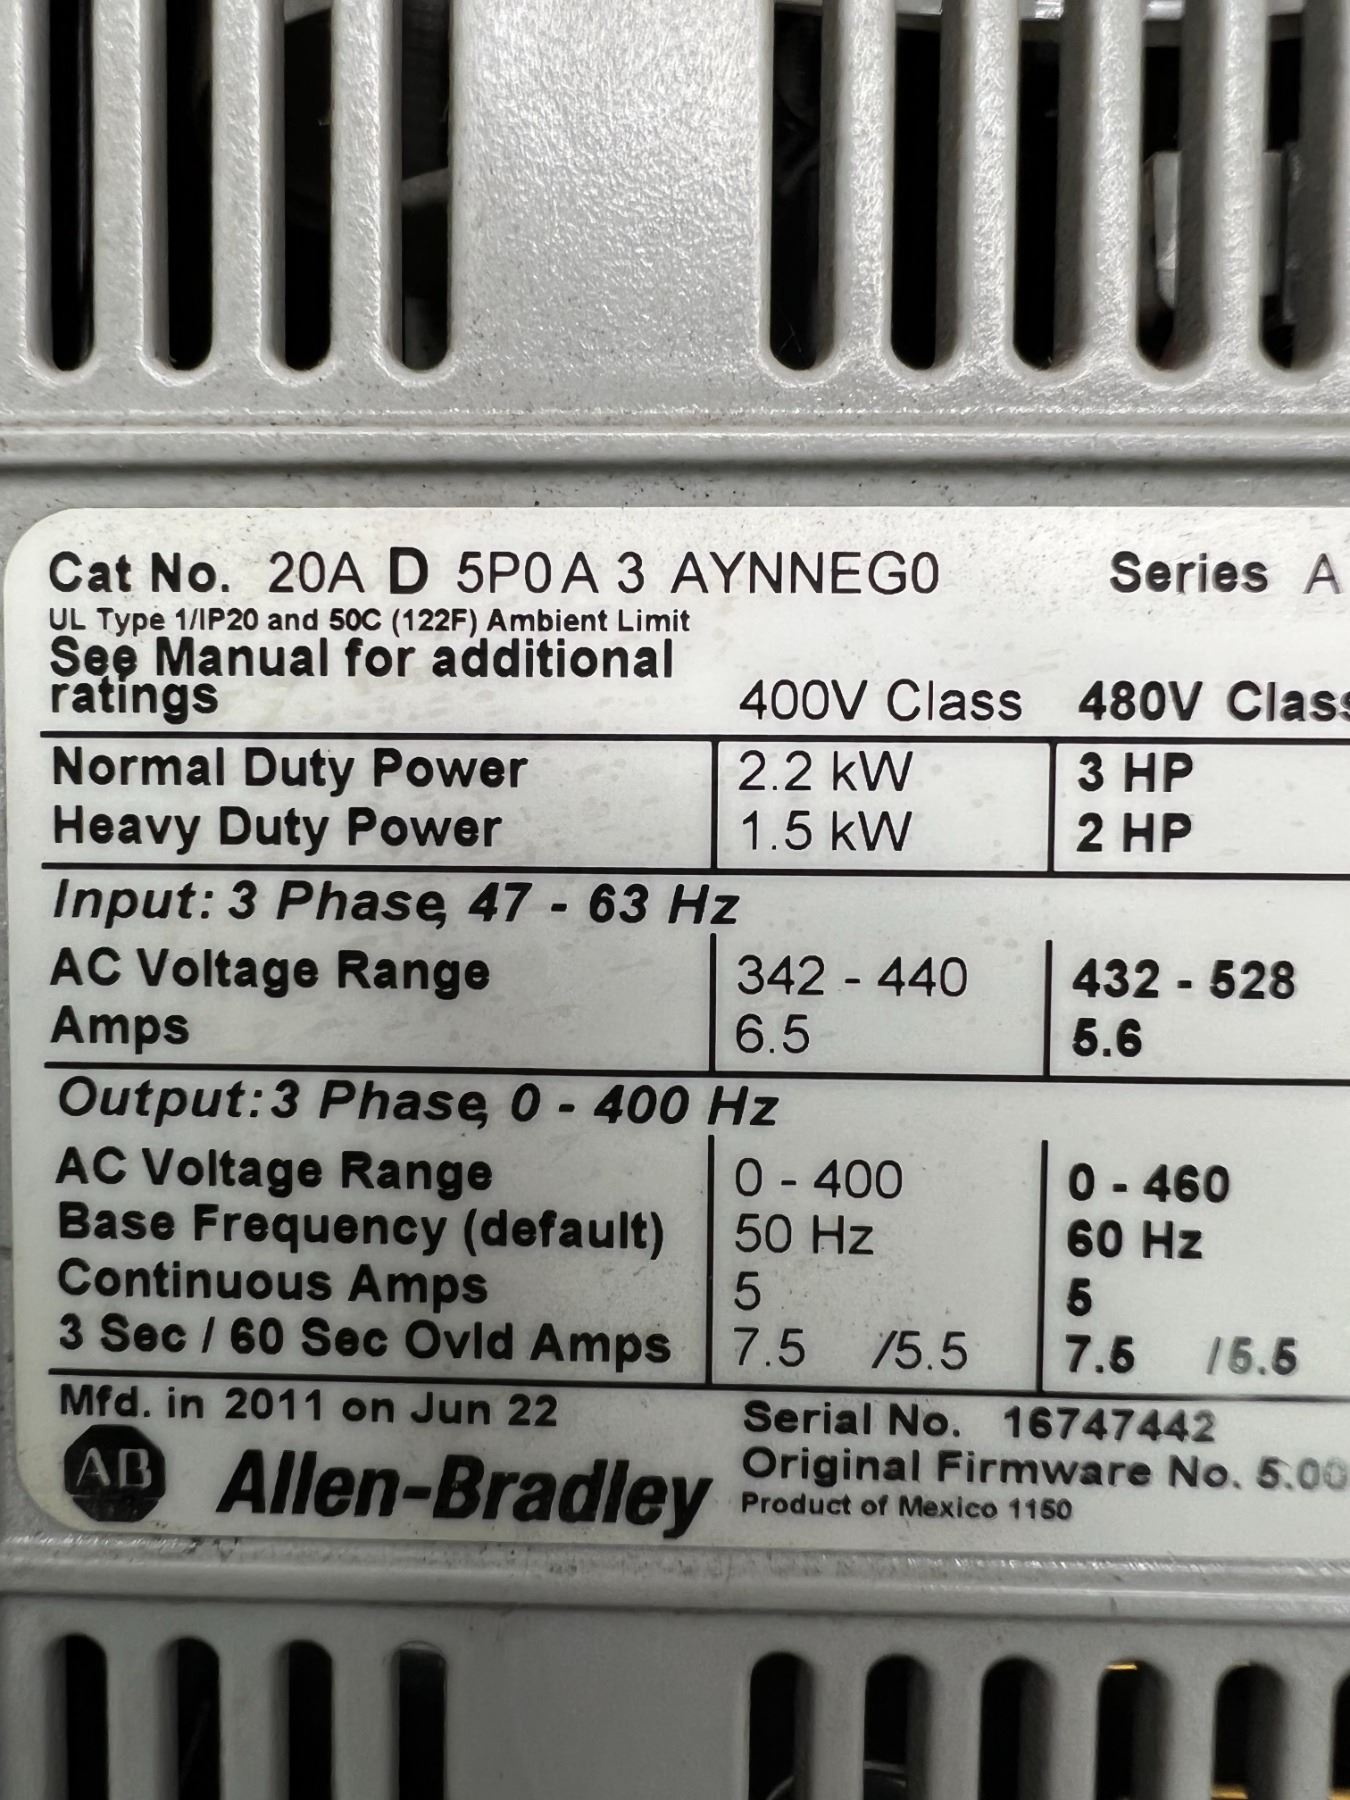 Cat No. 20A D 5P0 A 3 AYNNEG0 Series A
UL Type 1/IP20 and 50C (122F) Ambient Limit
See Manual for additional
ratings 400V Class 480V Class
Normal Duty Power 2.2 kW 3 HP
Heavy Duty Power 1.5 kW 2 HP
Input: 3 Phase, 47 - 63 Hz
AC Voltage Range 342 - 440 432 - 528
Amps 6.5 5.6
Output: 3 Phase, 0 - 400 Hz
AC Voltage Range 0 - 400 0 - 460
Base Frequency (default) 50 Hz 60 Hz
Continuous Amps 5 5
3 Sec / 60 Sec Ovld Amps 7.5 /5.5 7.5 /5.5
Mfd. in 2011 on Jun 22
Serial No. 16747442
AB Allen-Bradley
Original Firmware No. 5.00
Product of Mexico 1150